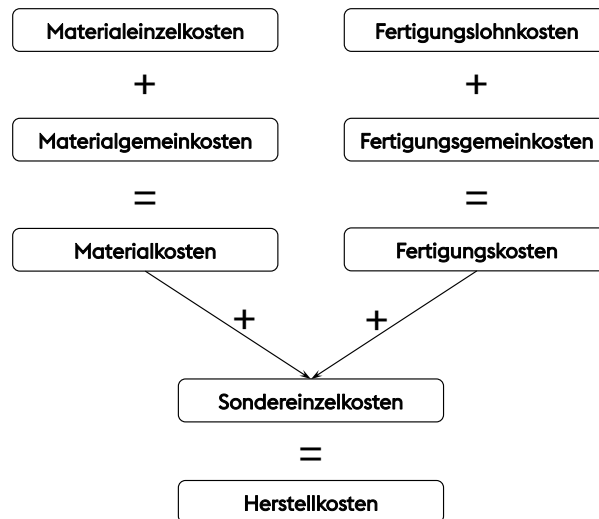 Materialeinzelkosten
Fertigungslohnkosten
+
+
Materialgemeinkosten
Fertigungsgemeinkosten
=
=
Materialkosten
Fertigungskosten
+
+
Sondereinzelkosten
=
Herstellkosten